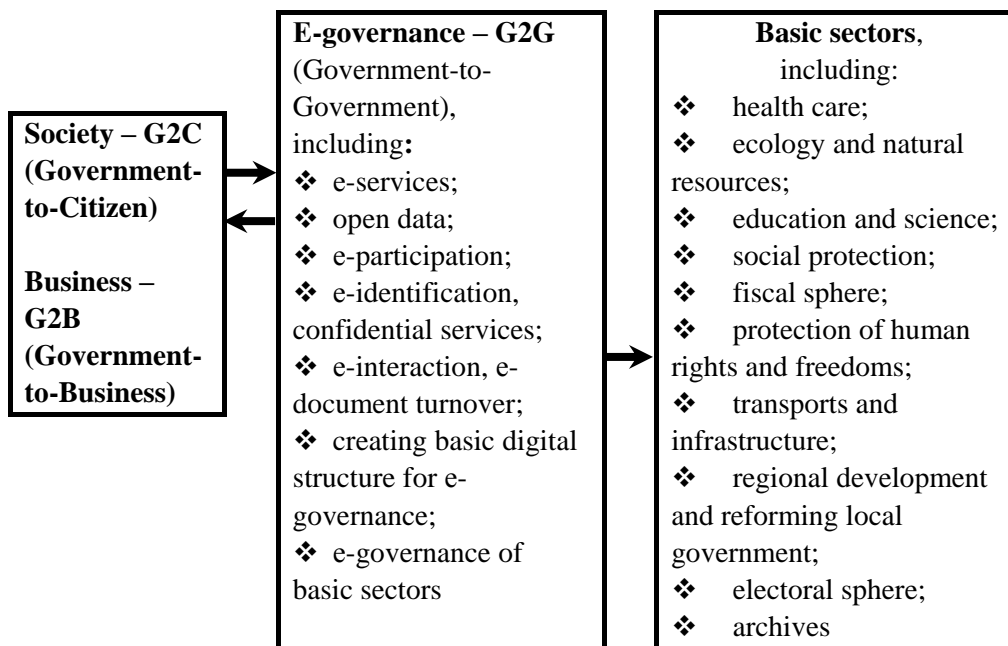 Society – G2C
(Government-
to-Citizen)
Business –
G2B
(Government-
to-Business)
E-governance – G2G
(Government-to-
Government),
including:
❖ e-services;
❖ open data;
❖ e-participation;
❖ e-identification,
confidential services;
❖ e-interaction, e-
document turnover;
❖ creating basic digital
structure for e-
governance;
❖ e-governance of
basic sectors
Basic sectors,
including:
❖ health care;
❖ ecology and natural
resources;
❖ education and science;
❖ social protection;
❖ fiscal sphere;
❖ protection of human
rights and freedoms;
❖ transports and
infrastructure;
❖ regional development
and reforming local
government;
❖ electoral sphere;
❖ archives